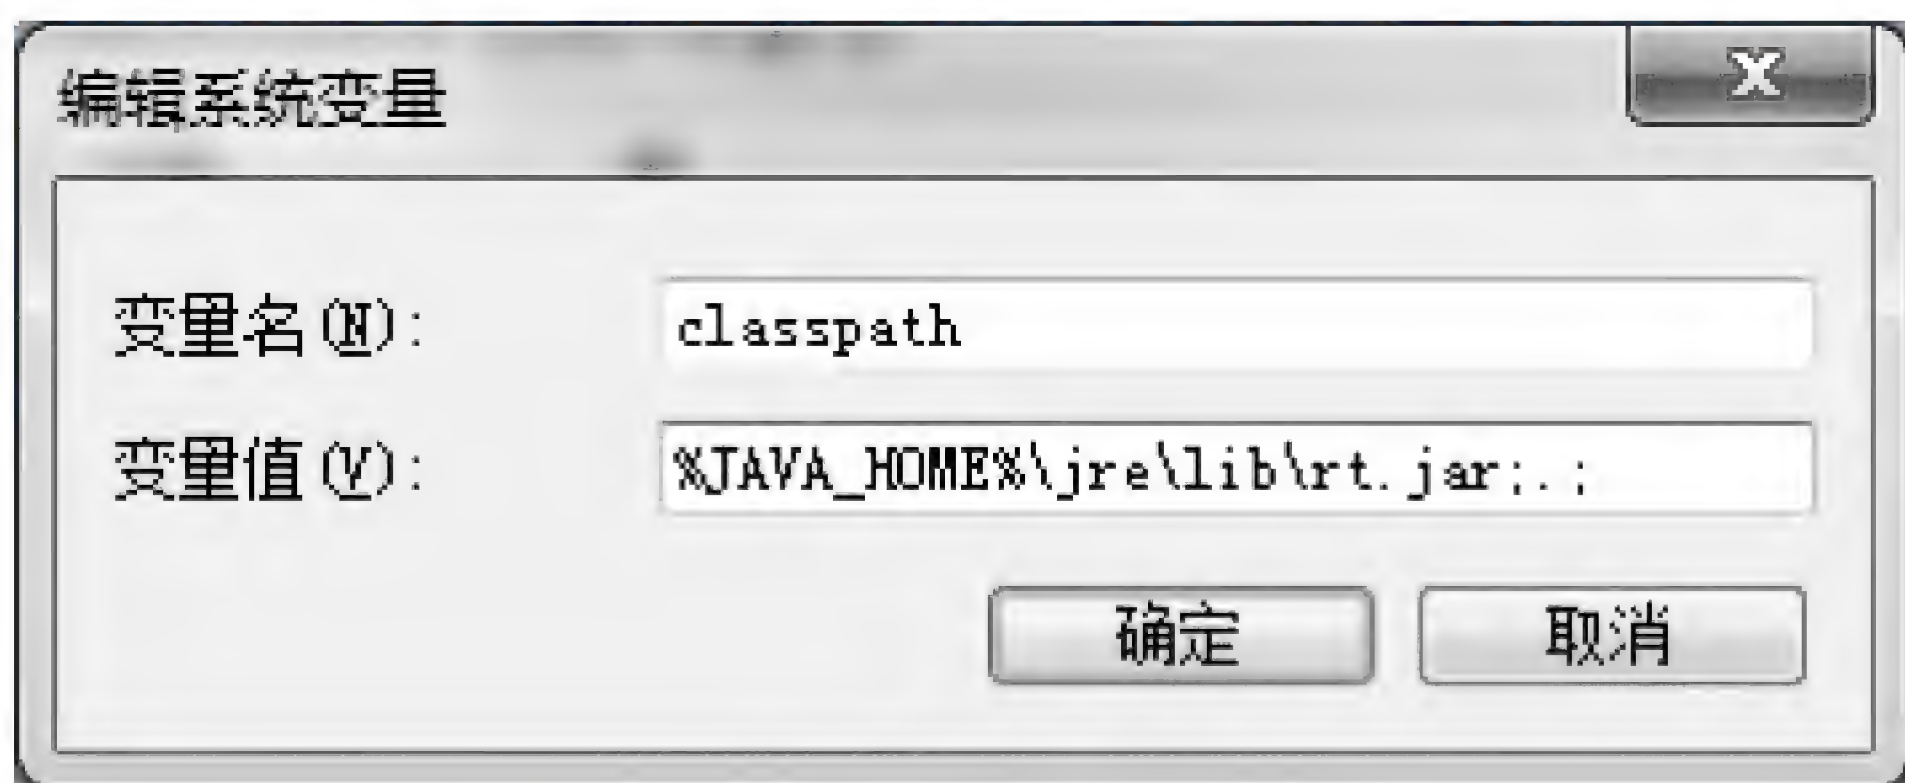 编辑系统变量
变量名(N): classpath
变量值(V): %JAVA_HOME%\jre\lib\rt.jar;.;
确定 取消